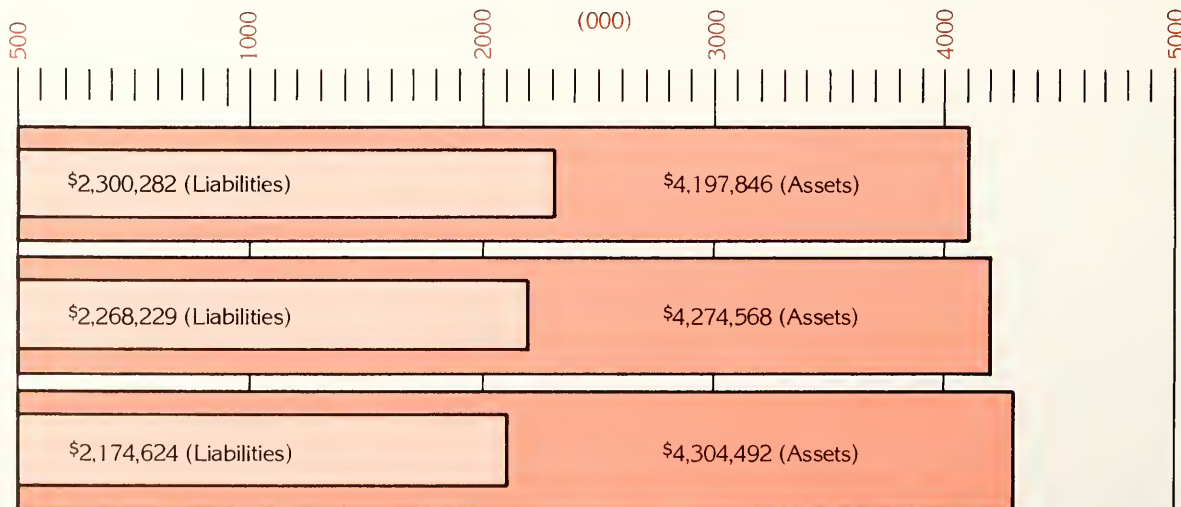 500 1000 2000 (000) 3000 4000 5000
$2,300,282 (Liabilities) $4,197,846 (Assets)
$2,268,229 (Liabilities) $4,274,568 (Assets)
$2,174,624 (Liabilities) $4,304,492 (Assets)